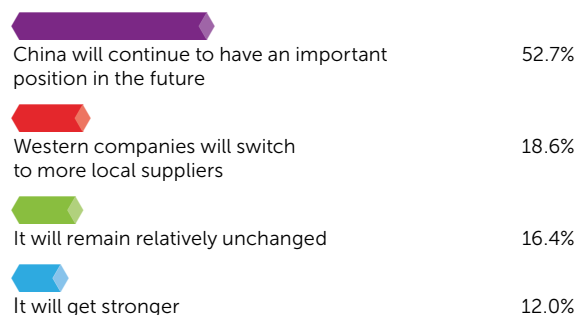 China will continue to have an important
position in the future 52.7%
Western companies will switch 18.6%
to more local suppliers
It will remain relatively unchanged 16.4%
It will get stronger 12.0%